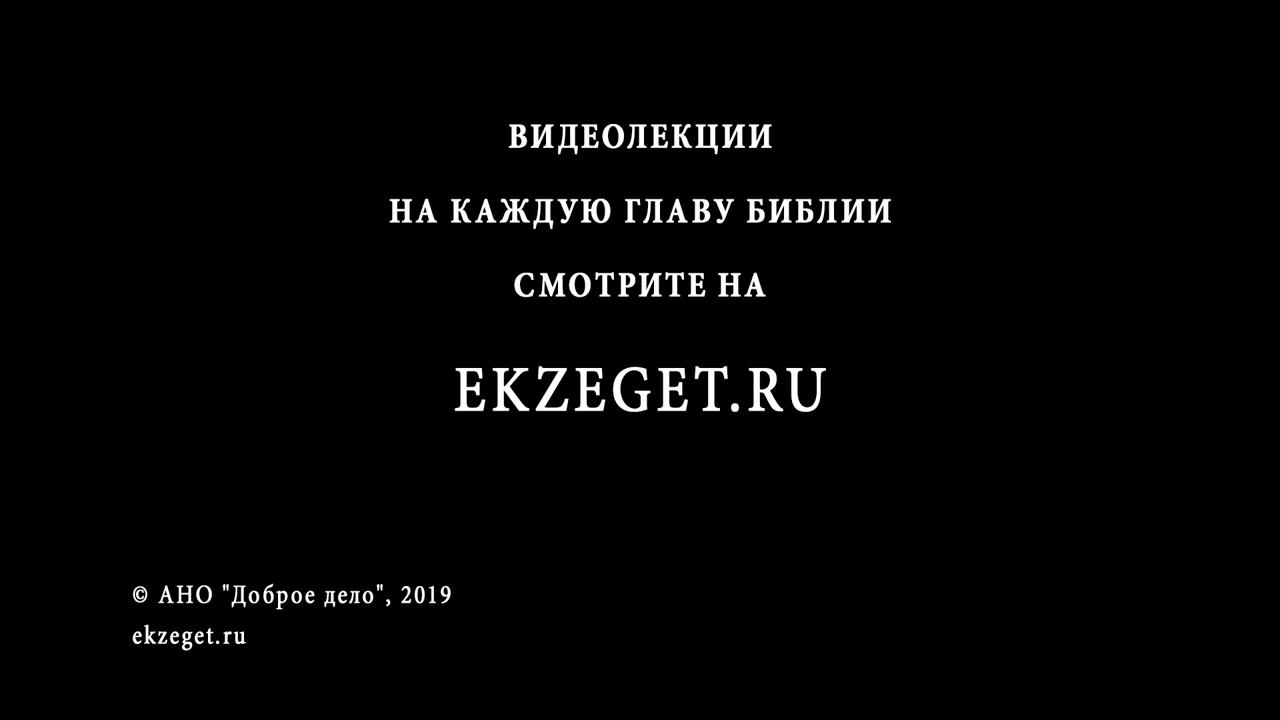 ВИДЕОЛЕКЦИИ
НА КАЖДУЮ ГЛАВУ БИБЛИИ
СМОТРИТЕ НА
EKZEGET.RU
© АНО "Доброе дело", 2019
ekzeget.ru